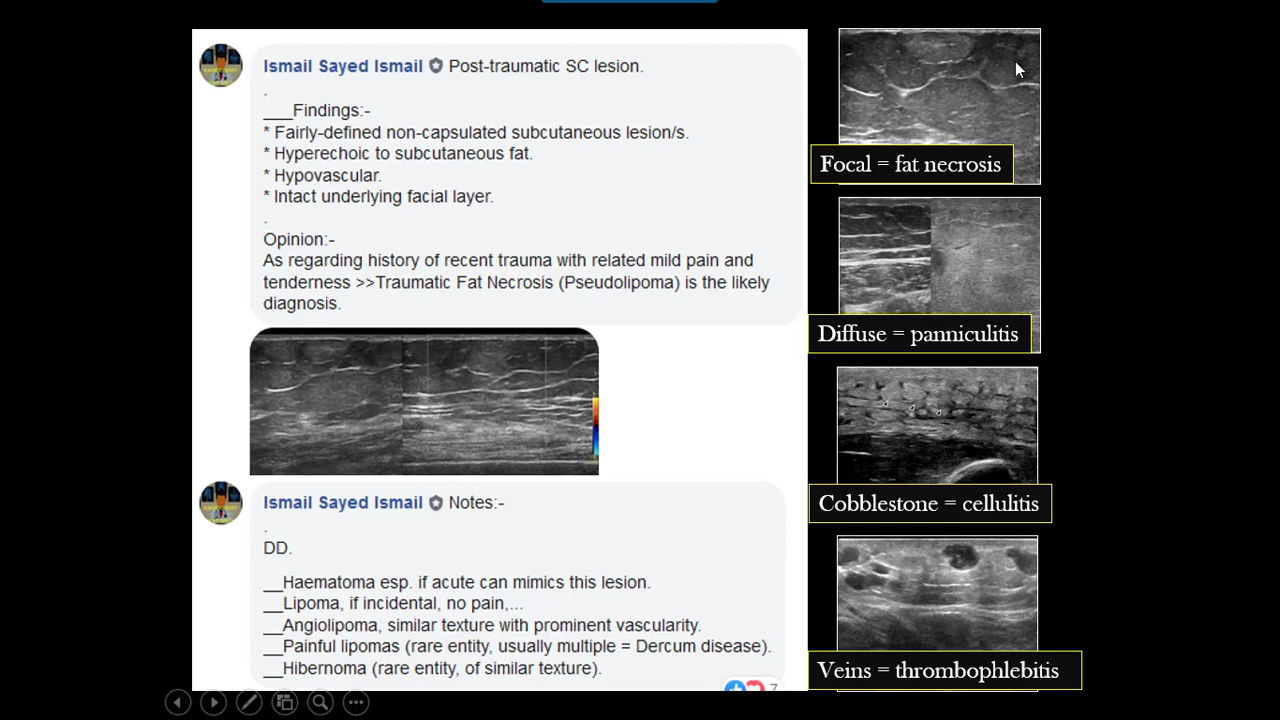 Ismail Sayed Ismail Post-traumatic SC lesion.
.
___Findings:-
* Fairly-defined non-capsulated subcutaneous lesion/s.
* Hyperechoic to subcutaneous fat.
* Hypovascular.
* Intact underlying facial layer.
.
Opinion:-
As regarding history of recent trauma with related mild pain and
tenderness >>Traumatic Fat Necrosis (Pseudolipoma) is the likely
diagnosis.
Ismail Sayed Ismail Notes:-
.
DD.
__Haematoma esp. if acute can mimics this lesion.
__Lipoma, if incidental, no pain,...
__Angiolipoma, similar texture with prominent vascularity.
__Painful lipomas (rare entity, usually multiple = Dercum disease).
__Hibernoma (rare entity, of similar texture).
7
Focal = fat necrosis
Diffuse = panniculitis
Cobblestone = cellulitis
Veins = thrombophlebitis